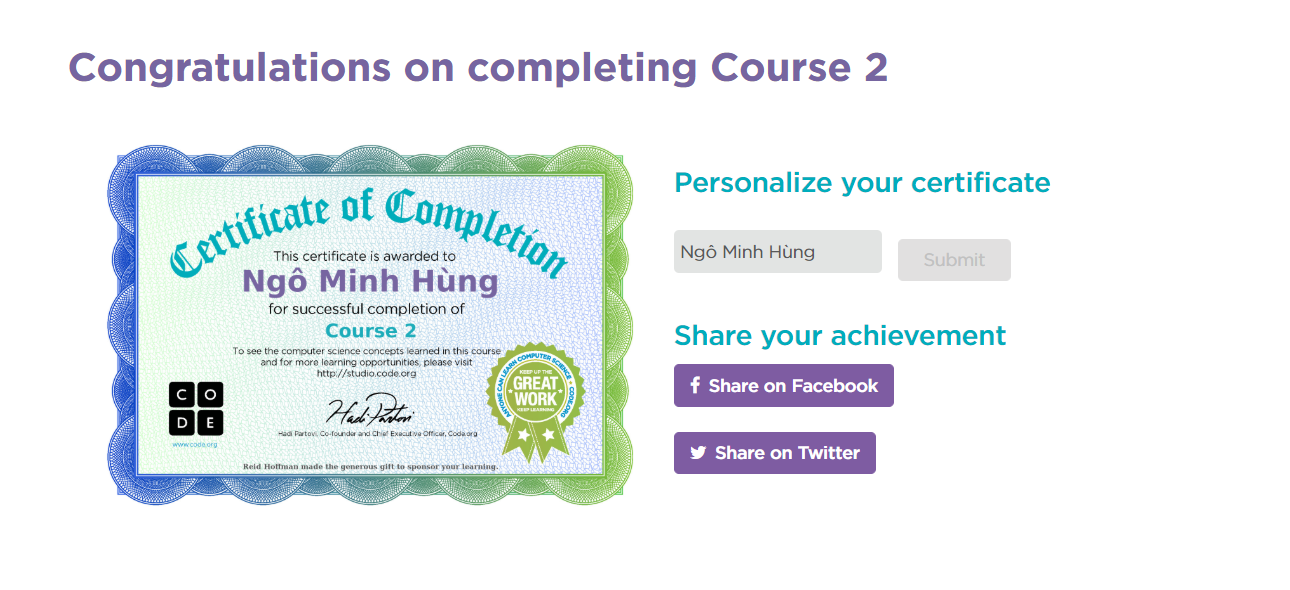 Congratulations on completing Course 2
Certificate of Completion
This certificate is awarded to
Ngô Minh Hùng
for successful completion of
Course 2
To see the computer science concepts learned in this course
and for more learning opportunities, please visit
http://studio.code.org
C O
D E
www.code.org
Hadi Partovi
Hadi Partovi, Co-founder and Chief Executive Officer, Code.org
Reid Hoffman made the generous gift to sponsor your learning.
ANYONE CAN LEARN COMPUTER SCIENCE • CODE.ORG
KEEP UP THE
GREAT
WORK
KEEP LEARNING
Personalize your certificate
Ngô Minh Hùng
Submit
Share your achievement
f Share on Facebook
Share on Twitter